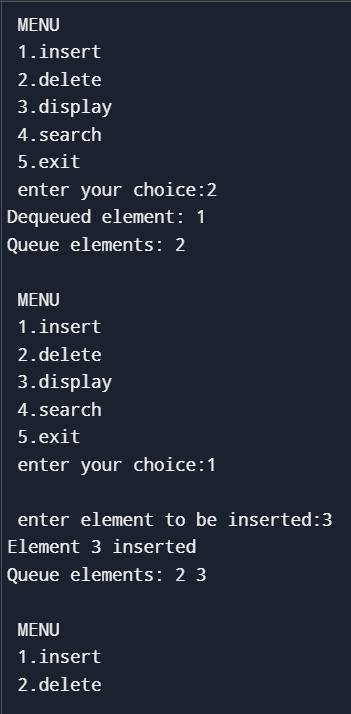 MENU
1.insert
2.delete
3.display
4.search
5.exit
enter your choice:2
Dequeued element: 1
Queue elements: 2
MENU
1.insert
2.delete
3.display
4.search
5.exit
enter your choice:1
enter element to be inserted:3
Element 3 inserted
Queue elements: 2 3
MENU
1.insert
2.delete